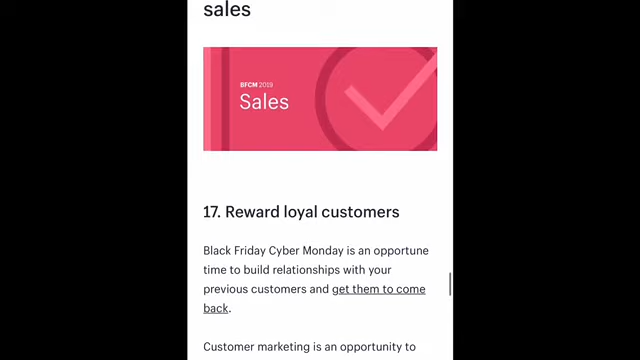 sales
BFCM 2019
Sales
17. Reward loyal customers
Black Friday Cyber Monday is an opportune
time to build relationships with your
previous customers and get them to come
back.
Customer marketing is an opportunity to